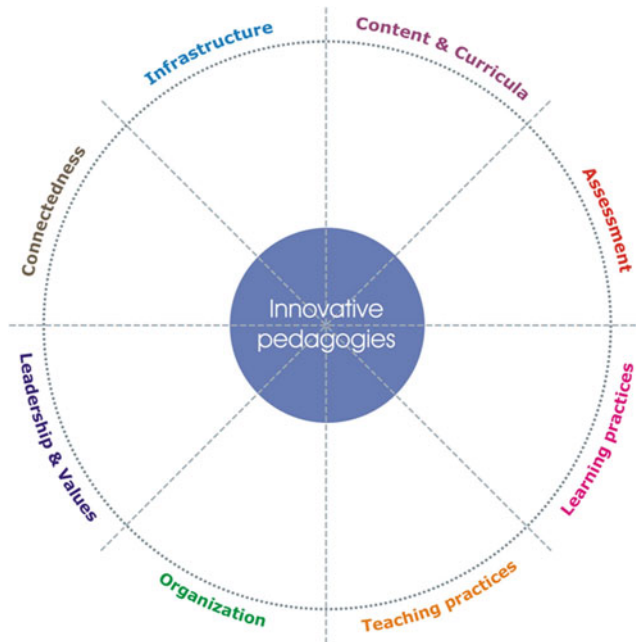 Infrastructure
Content & Curricula
Connectedness
Assessment
Innovative
pedagogies
Leadership & Values
Learning practices
Organization
Teaching practices